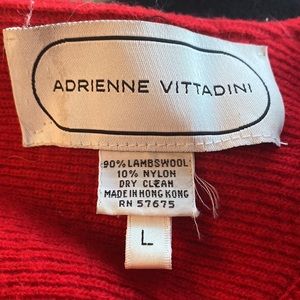 ADRIENNE VITTADINI
90% LAMBSWOOL
10% NYLON
DRY CLEAN
MADE IN HONG KONG
RN 57675
L